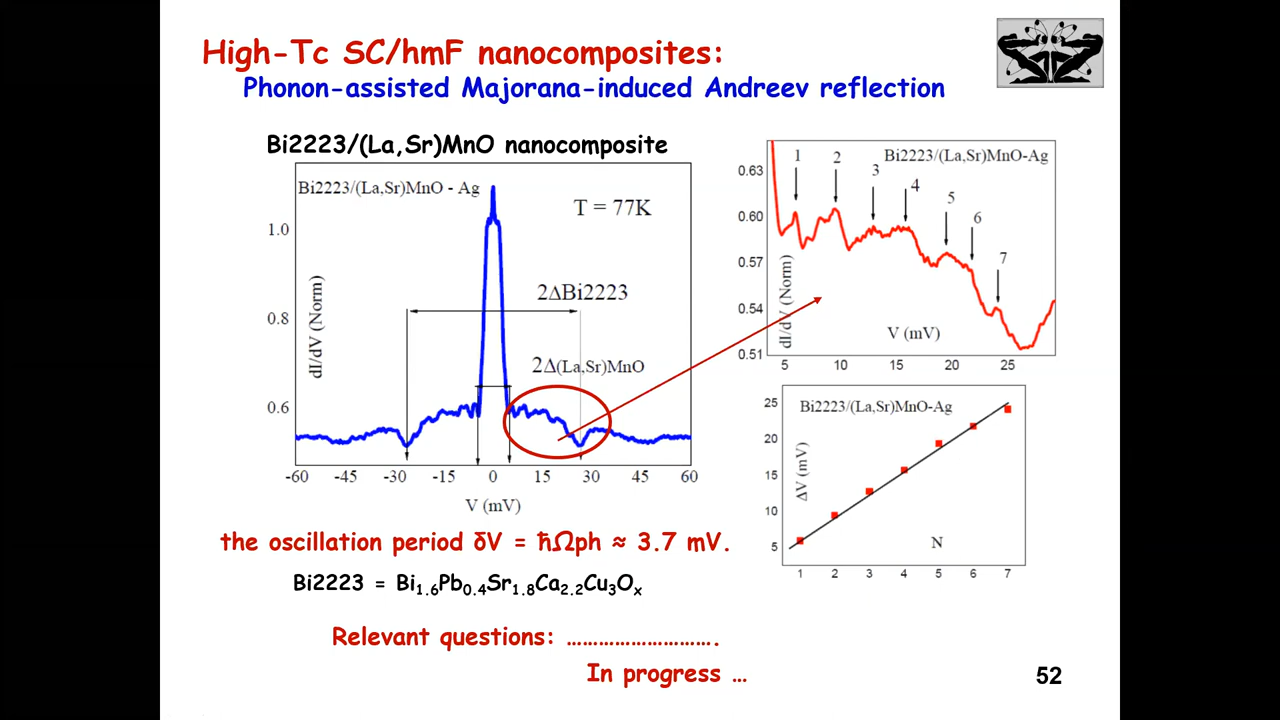 High-Tc SC/hmF nanocomposites:
Phonon-assisted Majorana-induced Andreev reflection
Bi2223/(La,Sr)MnO nanocomposite
Bi2223/(La,Sr)MnO - Ag
T = 77K
2ΔBi2223
2Δ(La,Sr)MnO
dI/dV (Norm)
1.0
0.8
0.6
-60 -45 -30 -15 0 15 30 45 60
V (mV)
Bi2223/(La,Sr)MnO-Ag
1 2 3 4 5 6 7
dI/dV (Norm)
0.63
0.60
0.57
0.54
0.51
V (mV)
5 10 15 20 25
Bi2223/(La,Sr)MnO-Ag
ΔV (mV)
25
20
15
10
5
N
1 2 3 4 5 6 7
the oscillation period δV = ħΩph ≈ 3.7 mV.
Bi2223 = Bi₁.₆Pb₀.₄Sr₁.₈Ca₂.₂Cu₃Oₓ
Relevant questions: ……………………….
In progress …
52